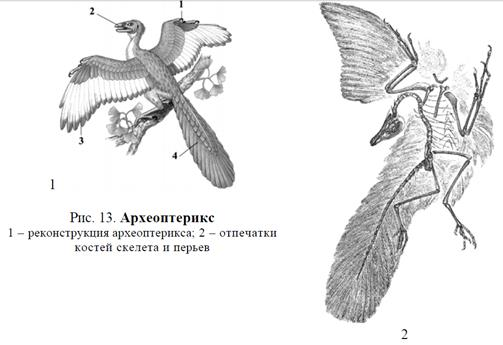 2
1
3
4
1
Рис. 13. Археоптерикс
1 – реконструкция археоптерикса; 2 – отпечатки
костей скелета и перьев
2